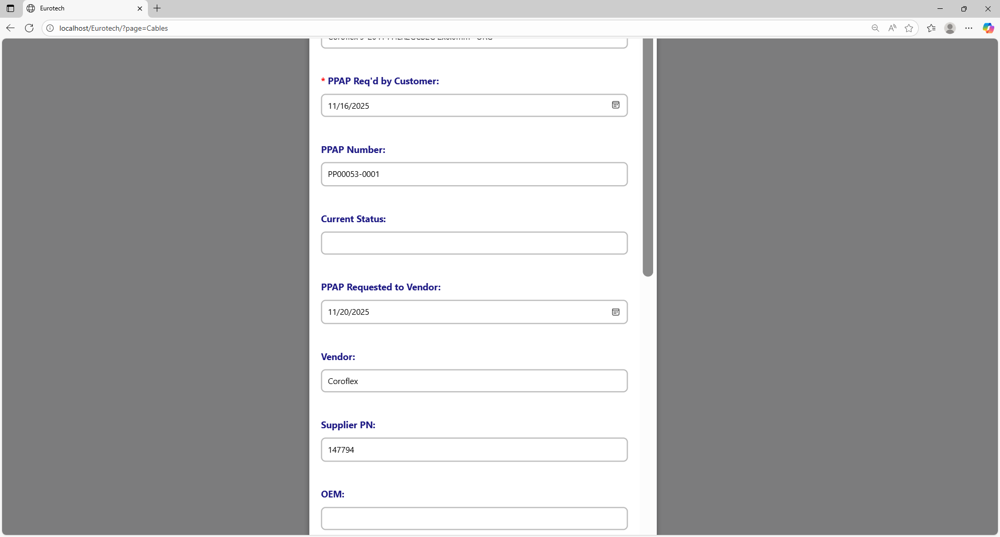 Eurotech
localhost/Eurotech/?page=Cables
* PPAP Req'd by Customer:
11/16/2025
PPAP Number:
PP00053-0001
Current Status:
PPAP Requested to Vendor:
11/20/2025
Vendor:
Coroflex
Supplier PN:
147794
OEM: